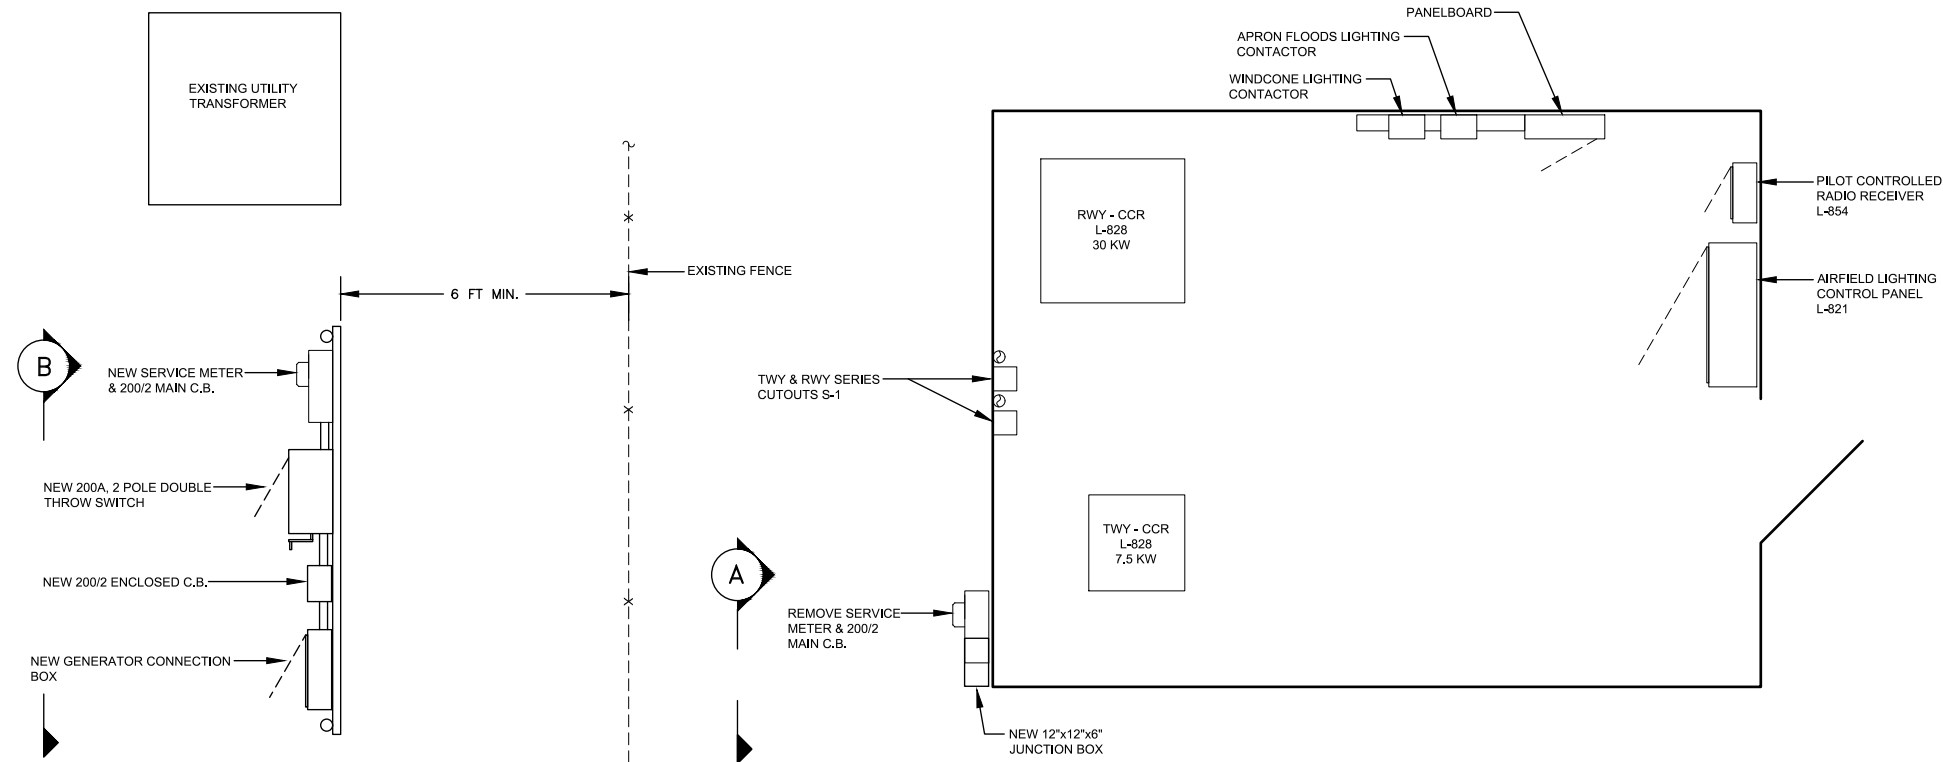 EXISTING UTILITY
TRANSFORMER
PANELBOARD
APRON FLOODS LIGHTING
CONTACTOR
WINDCONE LIGHTING
CONTACTOR
PILOT CONTROLLED
RADIO RECEIVER
L-854
RWY - CCR
L-828
30 KW
EXISTING FENCE
6 FT MIN.
AIRFIELD LIGHTING
CONTROL PANEL
L-821
B
NEW SERVICE METER
& 200/2 MAIN C.B.
TWY & RWY SERIES
CUTOUTS S-1
NEW 200A, 2 POLE DOUBLE
THROW SWITCH
TWY - CCR
L-828
7.5 KW
A
NEW 200/2 ENCLOSED C.B.
REMOVE SERVICE
METER & 200/2
MAIN C.B.
NEW GENERATOR CONNECTION
BOX
NEW 12"x12"x6"
JUNCTION BOX